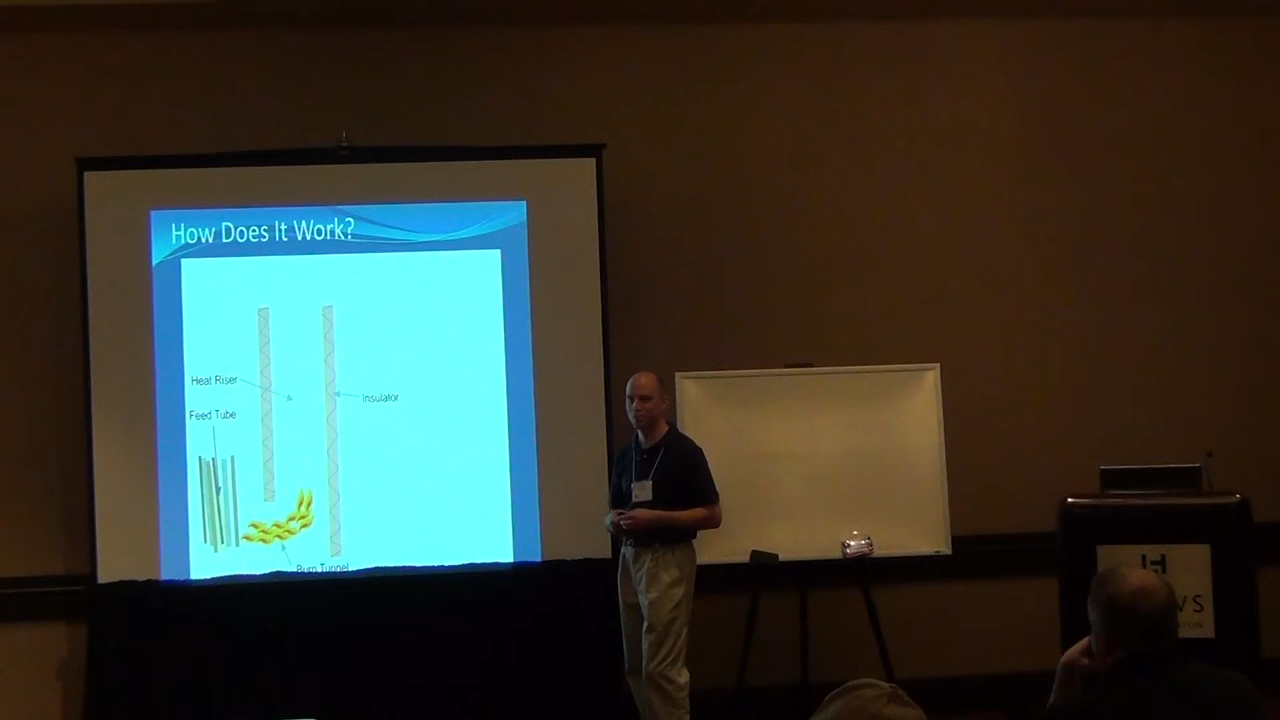 How Does It Work?
Heat Riser
Insulator
Feed Tube
Burn Tunnel